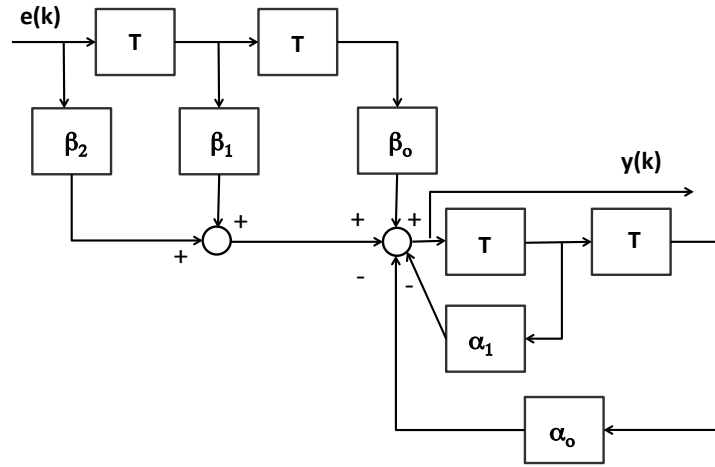 e(k)
T
T
β₂
β₁
βₒ
y(k)
+
+
+
+
T
T
-
-
α₁
αₒ